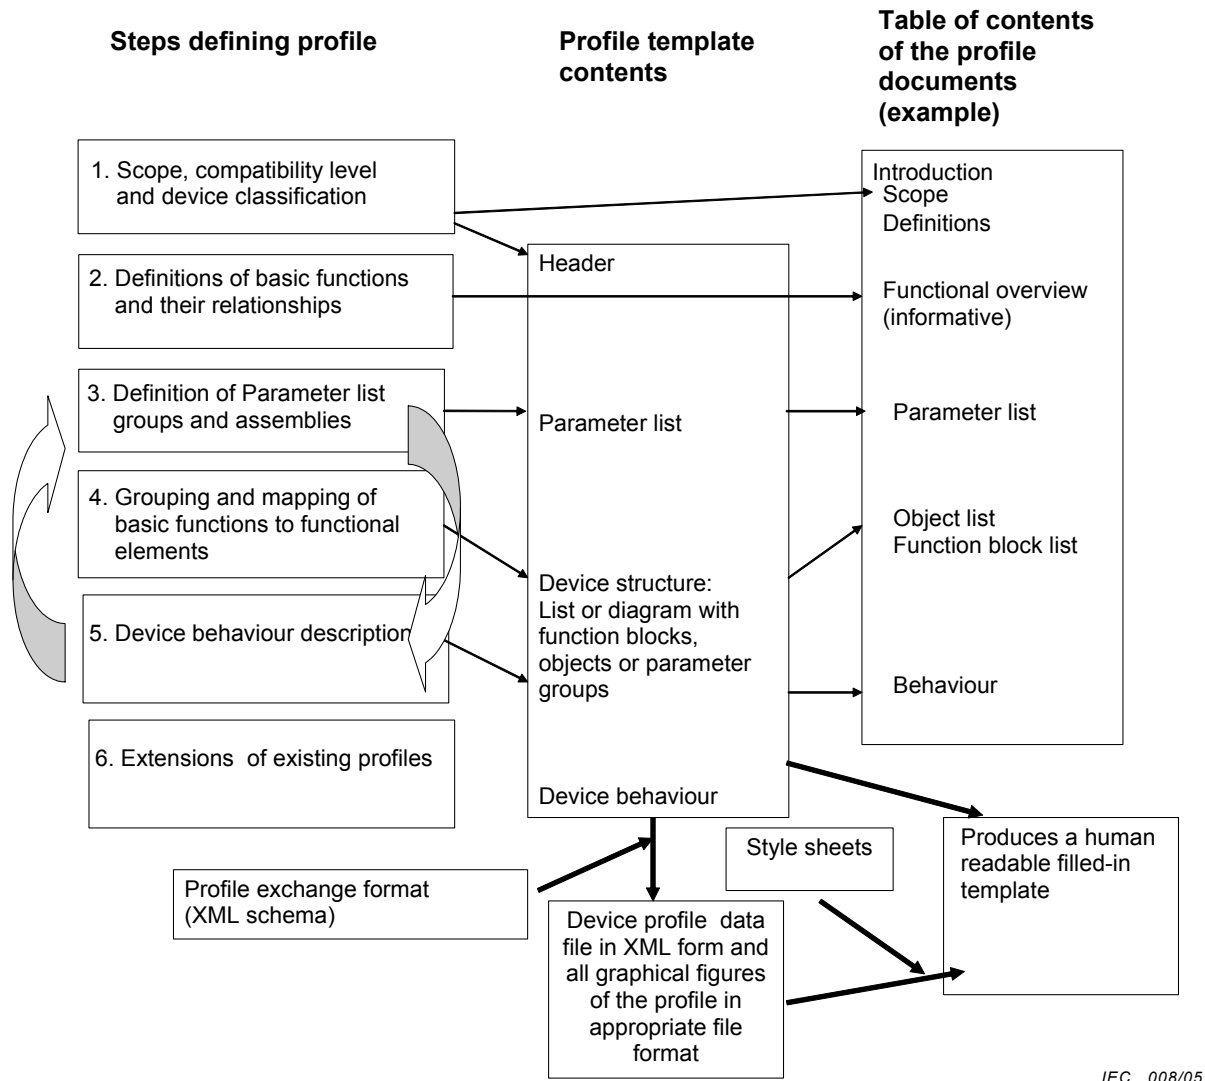 Steps defining profile
Profile template
contents
Table of contents
of the profile
documents
(example)
1. Scope, compatibility level
and device classification
2. Definitions of basic functions
and their relationships
3. Definition of Parameter list
groups and assemblies
4. Grouping and mapping of
basic functions to functional
elements
5. Device behaviour description
6. Extensions  of existing profiles
Header
Parameter list
Device structure:
List or diagram with
function blocks,
objects or parameter
groups
Device behaviour
Introduction
Scope
Definitions
Functional overview
(informative)
Parameter list
Object list
Function block list
Behaviour
Profile exchange format
(XML schema)
Style sheets
Device profile  data
file in XML form and
all graphical figures
of the profile in
appropriate file
format
Produces a human
readable filled-in
template
IEC   008/05